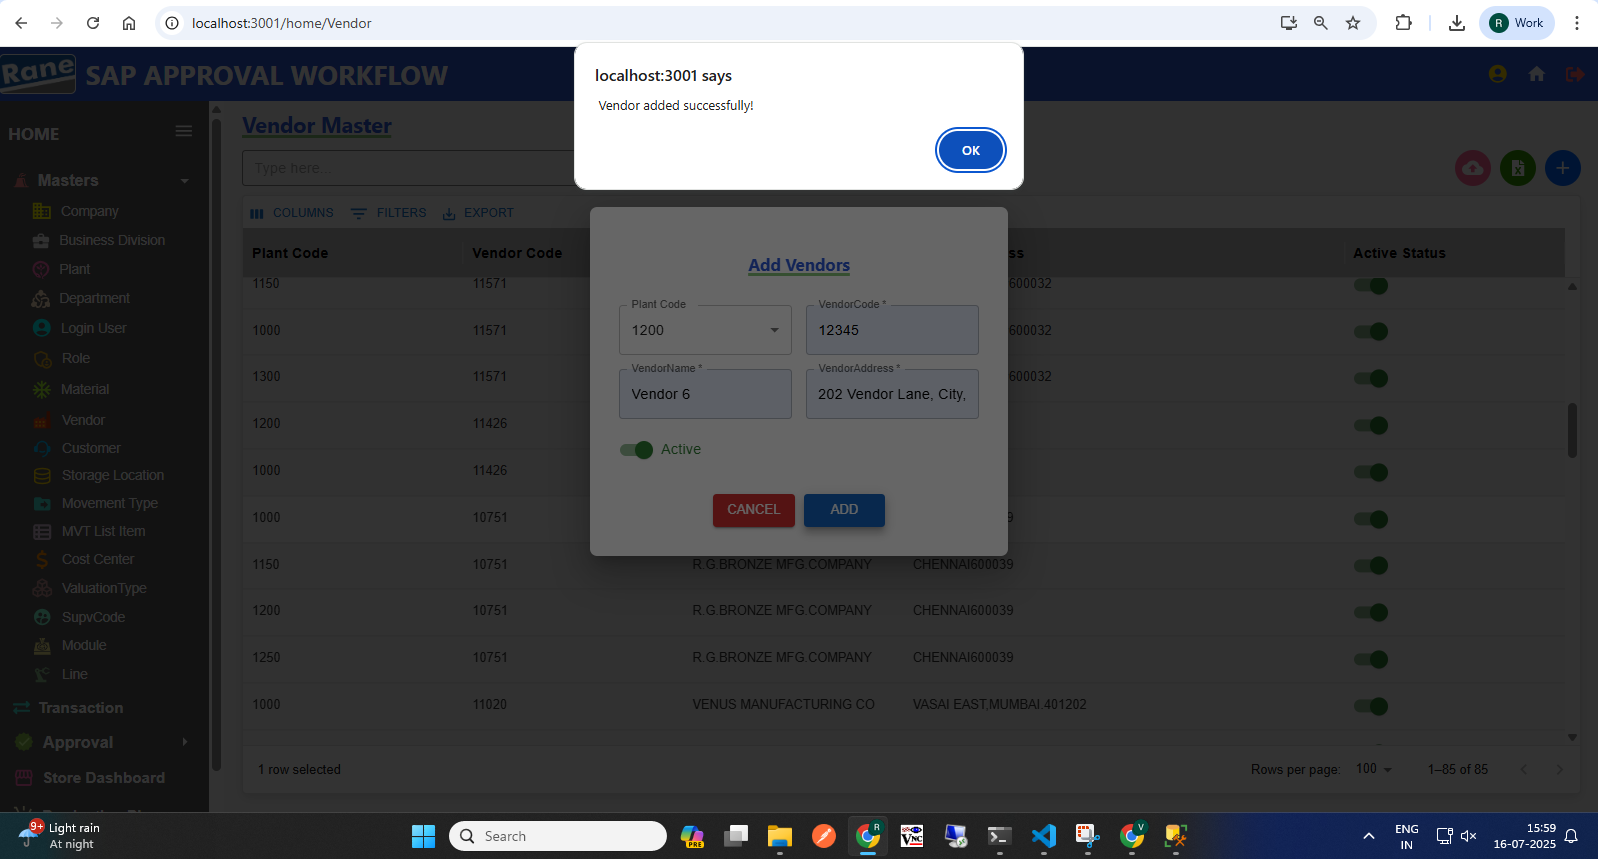 localhost:3001/home/Vendor
R Work
localhost:3001 says
Vendor added successfully!
OK
Rane SAP APPROVAL WORKFLOW
HOME
Masters
Company
Business Division
Plant
Department
Login User
Role
Material
Vendor
Customer
Storage Location
Movement Type
MVT List Item
Cost Center
ValuationType
SupvCode
Module
Line
Transaction
Approval
Store Dashboard
Vendor Master
Type here...
COLUMNS FILTERS EXPORT
Plant Code Vendor Code ss Active Status
1150 11571 600032
1000 11571 600032
1300 11571 600032
1200 11426
1000 11426
1000 10751 9
1150 10751 R.G.BRONZE MFG.COMPANY CHENNAI600039
1200 10751 R.G.BRONZE MFG.COMPANY CHENNAI600039
1250 10751 R.G.BRONZE MFG.COMPANY CHENNAI600039
1000 11020 VENUS MANUFACTURING CO VASAI EAST,MUMBAI.401202
1 row selected Rows per page: 100 1–85 of 85
Add Vendors
Plant Code VendorCode *
1200 12345
VendorName * VendorAddress *
Vendor 6 202 Vendor Lane, City,
Active
CANCEL ADD
9+ Light rain
At night
Search
PRE
R
VNC
V
ENG
IN
15:59
16-07-2025